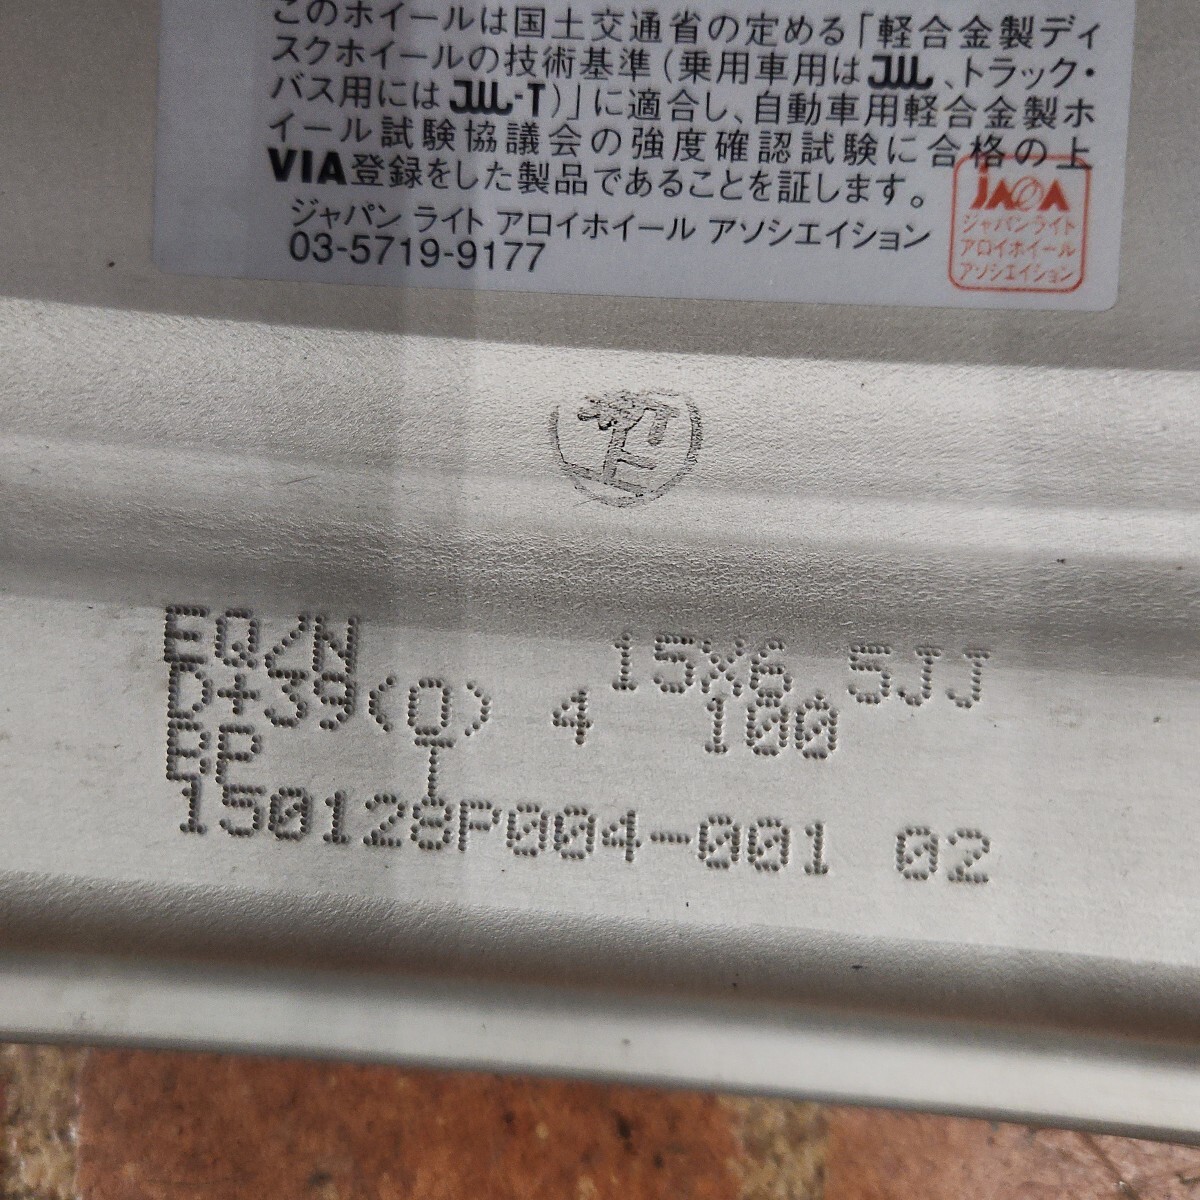 このホイールは国土交通省の定める「軽合金製ディ
スクホイールの技術基準(乗用車用はJWL、トラック・
バス用にはJWL-T)」に適合し、自動車用軽合金製ホ
イール試験協議会の強度確認試験に合格の上
VIA登録をした製品であることを証します。
ジャパン ライト アロイホイール アソシエイション
03-5719-9177
JAWA
ジャパンライト
アロイホイール
アソシエイション
EQ/N 15X6.5JJ
D+39(Q) 4 100
BP T
150128P004-001 02